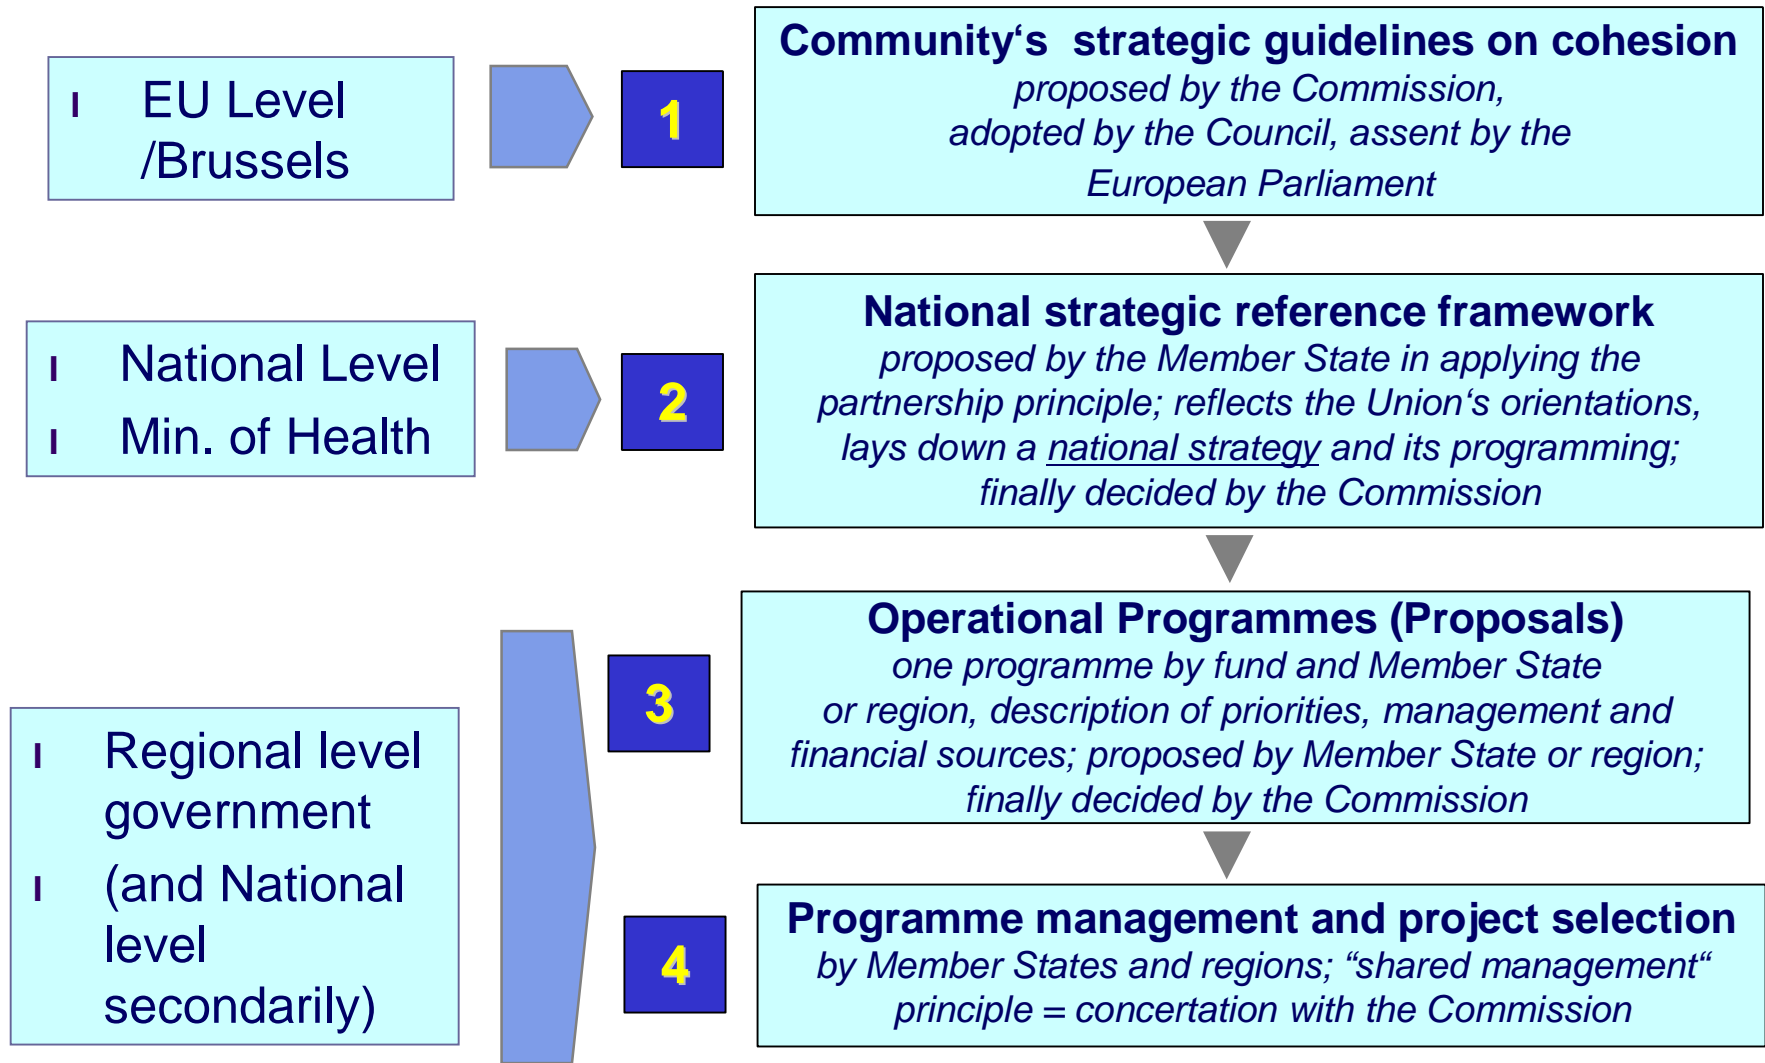 EU Level
/Brussels
1
Community‘s strategic guidelines on cohesion
proposed by the Commission,
adopted by the Council, assent by the
European Parliament
National Level
Min. of Health
2
National strategic reference framework
proposed by the Member State in applying the
partnership principle; reflects the Union‘s orientations,
lays down a national strategy and its programming;
finally decided by the Commission
Regional level
government
(and National
level
secondarily)
3
Operational Programmes (Proposals)
one programme by fund and Member State
or region, description of priorities, management and
financial sources; proposed by Member State or region;
finally decided by the Commission
4
Programme management and project selection
by Member States and regions; “shared management“
principle = concertation with the Commission